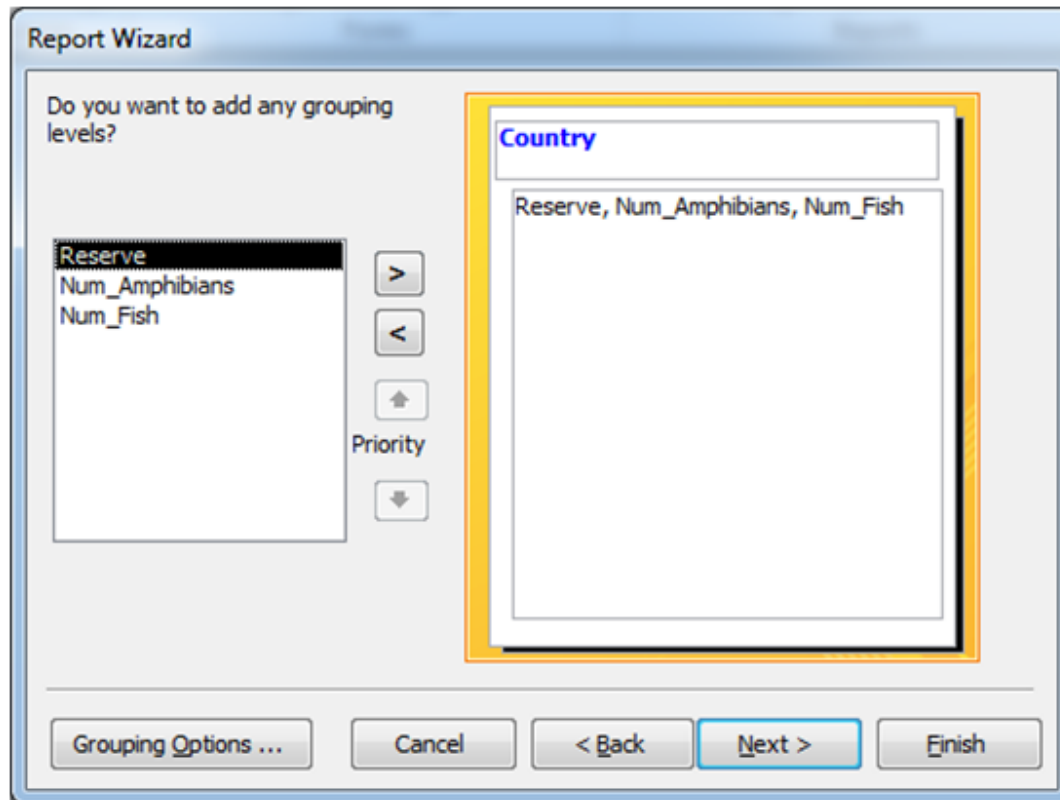 Report Wizard
Do you want to add any grouping
levels?
Country
Reserve, Num_Amphibians, Num_Fish
Reserve
Num_Amphibians
Num_Fish
>
<
Priority
Grouping Options ...
Cancel
< Back
Next >
Finish